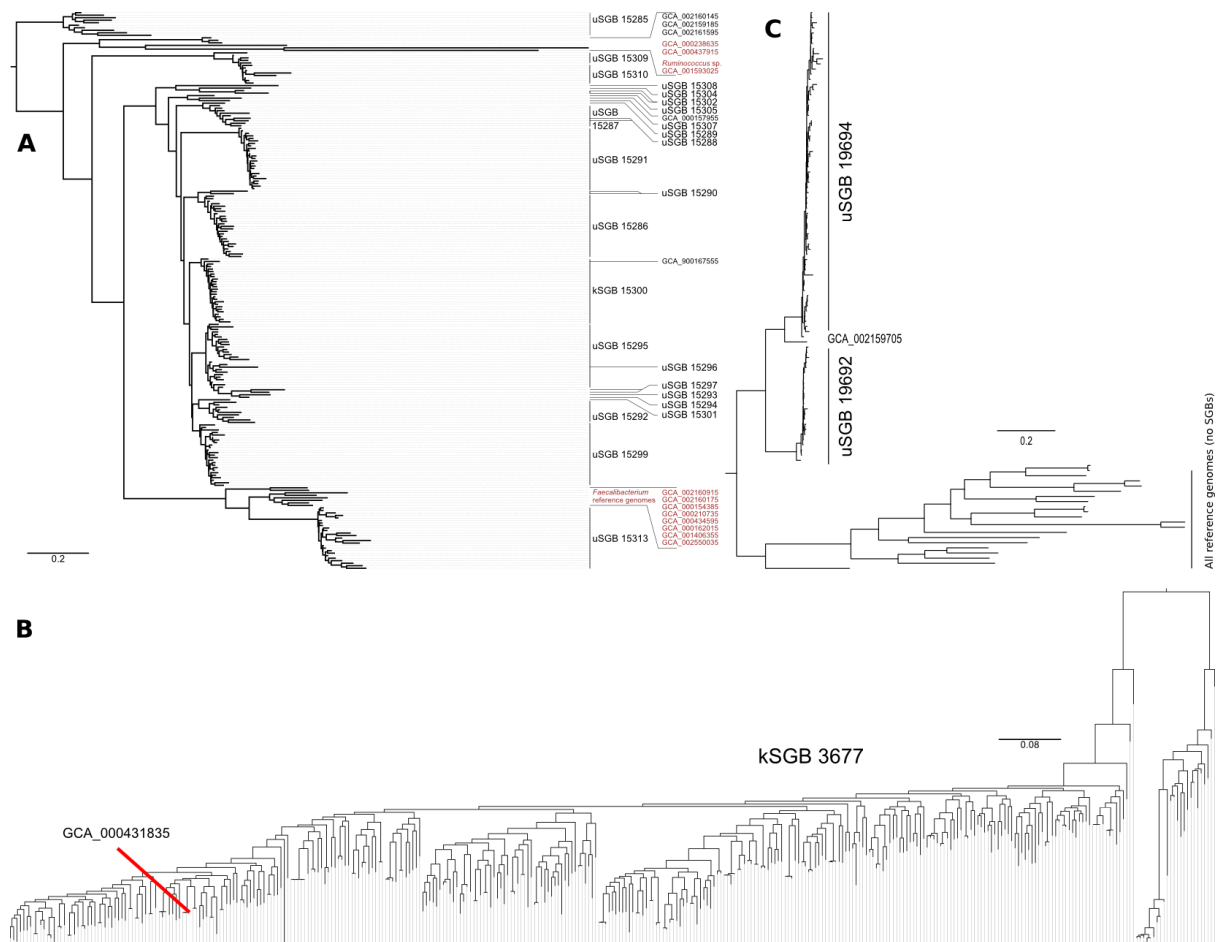 A
uSGB 15285
GCA_002160145
GCA_002159185
GCA_002161595
GCA_000238635
GCA_000437915
Ruminococcus sp.
GCA_001593025
uSGB 15309
uSGB 15310
uSGB 15308
uSGB 15304
uSGB 15302
uSGB 15305
GCA_000157955
uSGB 15307
uSGB 15289
uSGB 15288
uSGB
15287
uSGB 15291
uSGB 15290
uSGB 15286
GCA_900167555
kSGB 15300
uSGB 15295
uSGB 15296
uSGB 15297
uSGB 15293
uSGB 15294
uSGB 15301
uSGB 15292
uSGB 15299
Faecalibacterium
reference genomes
GCA_002160915
GCA_002160175
GCA_000154385
GCA_000210735
GCA_000434595
GCA_000162015
GCA_001406355
GCA_002550035
uSGB 15313
0.2
C
uSGB 19694
GCA_002159705
uSGB 19692
0.2
All reference genomes (no SGBs)
B
kSGB 3677
0.08
GCA_000431835